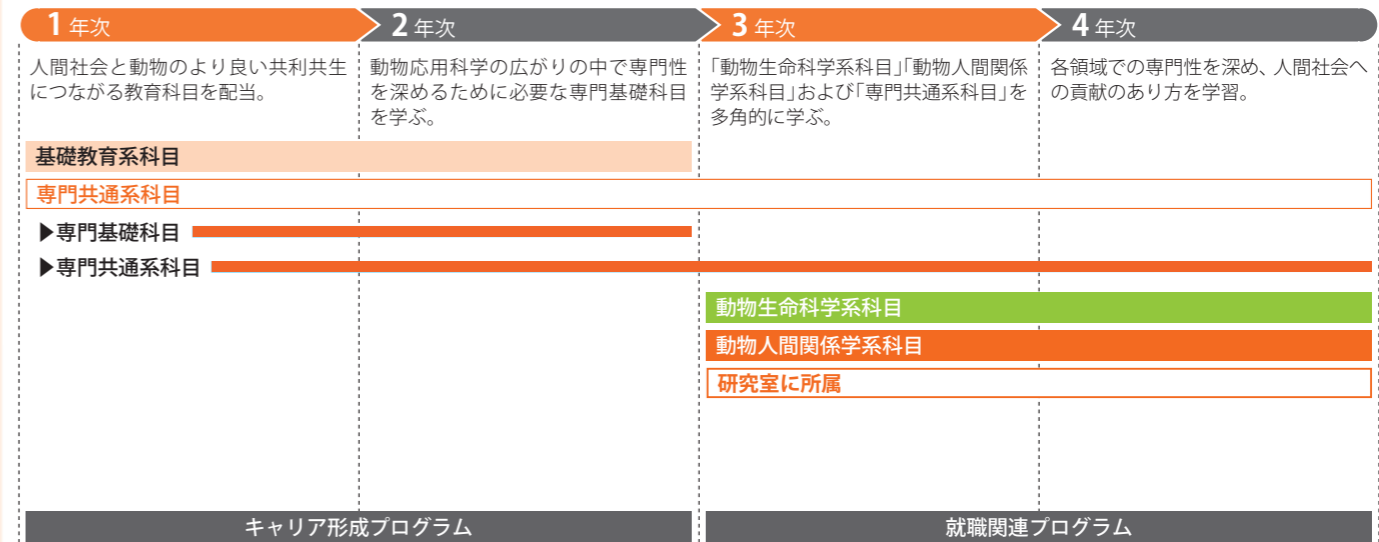 1 年次
2 年次
3 年次
4 年次
人間社会と動物のより良い共利共生
につながる教育科目を配当。
動物応用科学の広がりの中で専門性
を深めるために必要な専門基礎科目
を学ぶ。
「動物生命科学系科目」「動物人間関係
学系科目」および「専門共通系科目」を
多角的に学ぶ。
各領域での専門性を深め、人間社会へ
の貢献のあり方を学習。
基礎教育系科目
専門共通系科目
▶専門基礎科目
▶専門共通系科目
動物生命科学系科目
動物人間関係学系科目
研究室に所属
キャリア形成プログラム
就職関連プログラム